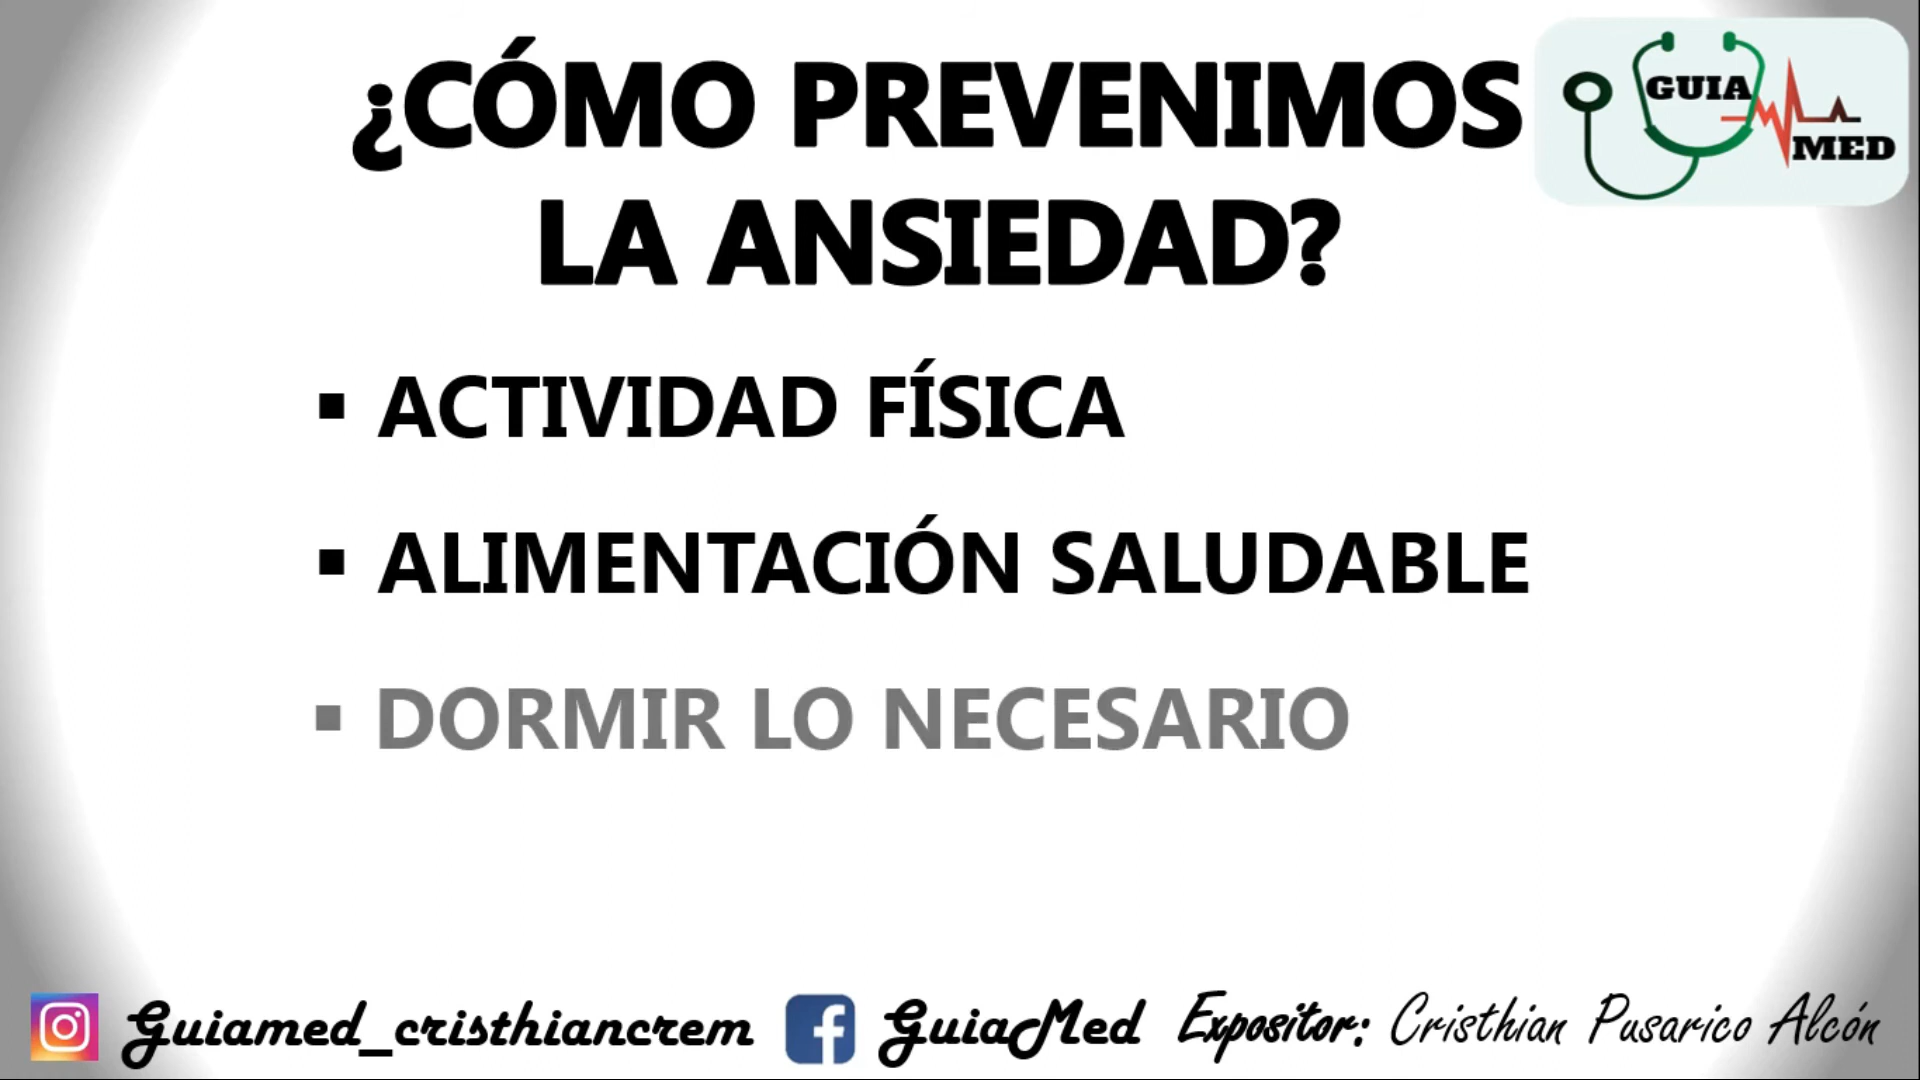 ¿CÓMO PREVENIMOS
LA ANSIEDAD?
GUIA
MED
▪ ACTIVIDAD FÍSICA
▪ ALIMENTACIÓN SALUDABLE
▪ DORMIR LO NECESARIO
Guiamed_cristhiancrem GuiaMed Expositor: Cristhian Pusarico Alcón